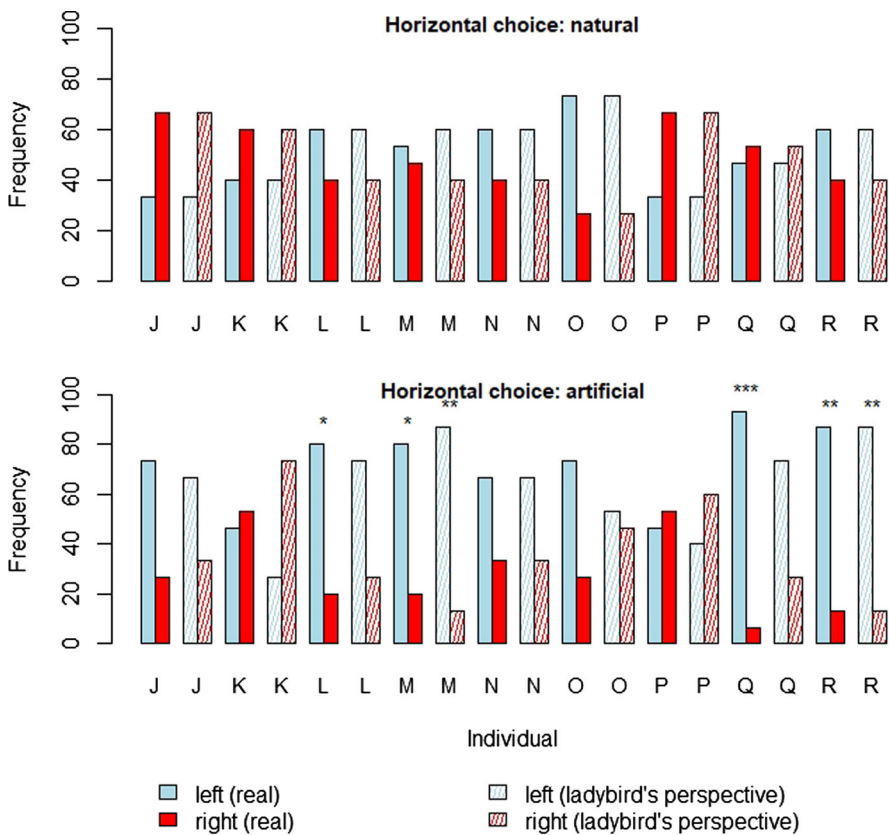 Horizontal choice: natural
Frequency
100
80
60
40
20
0
J J K K L L M M N N O O P P Q Q R R
Horizontal choice: artificial
Frequency
100
80
60
40
20
0
* * ** *** ** **
J J K K L L M M N N O O P P Q Q R R
Individual
left (real)
right (real)
left (ladybird's perspective)
right (ladybird's perspective)